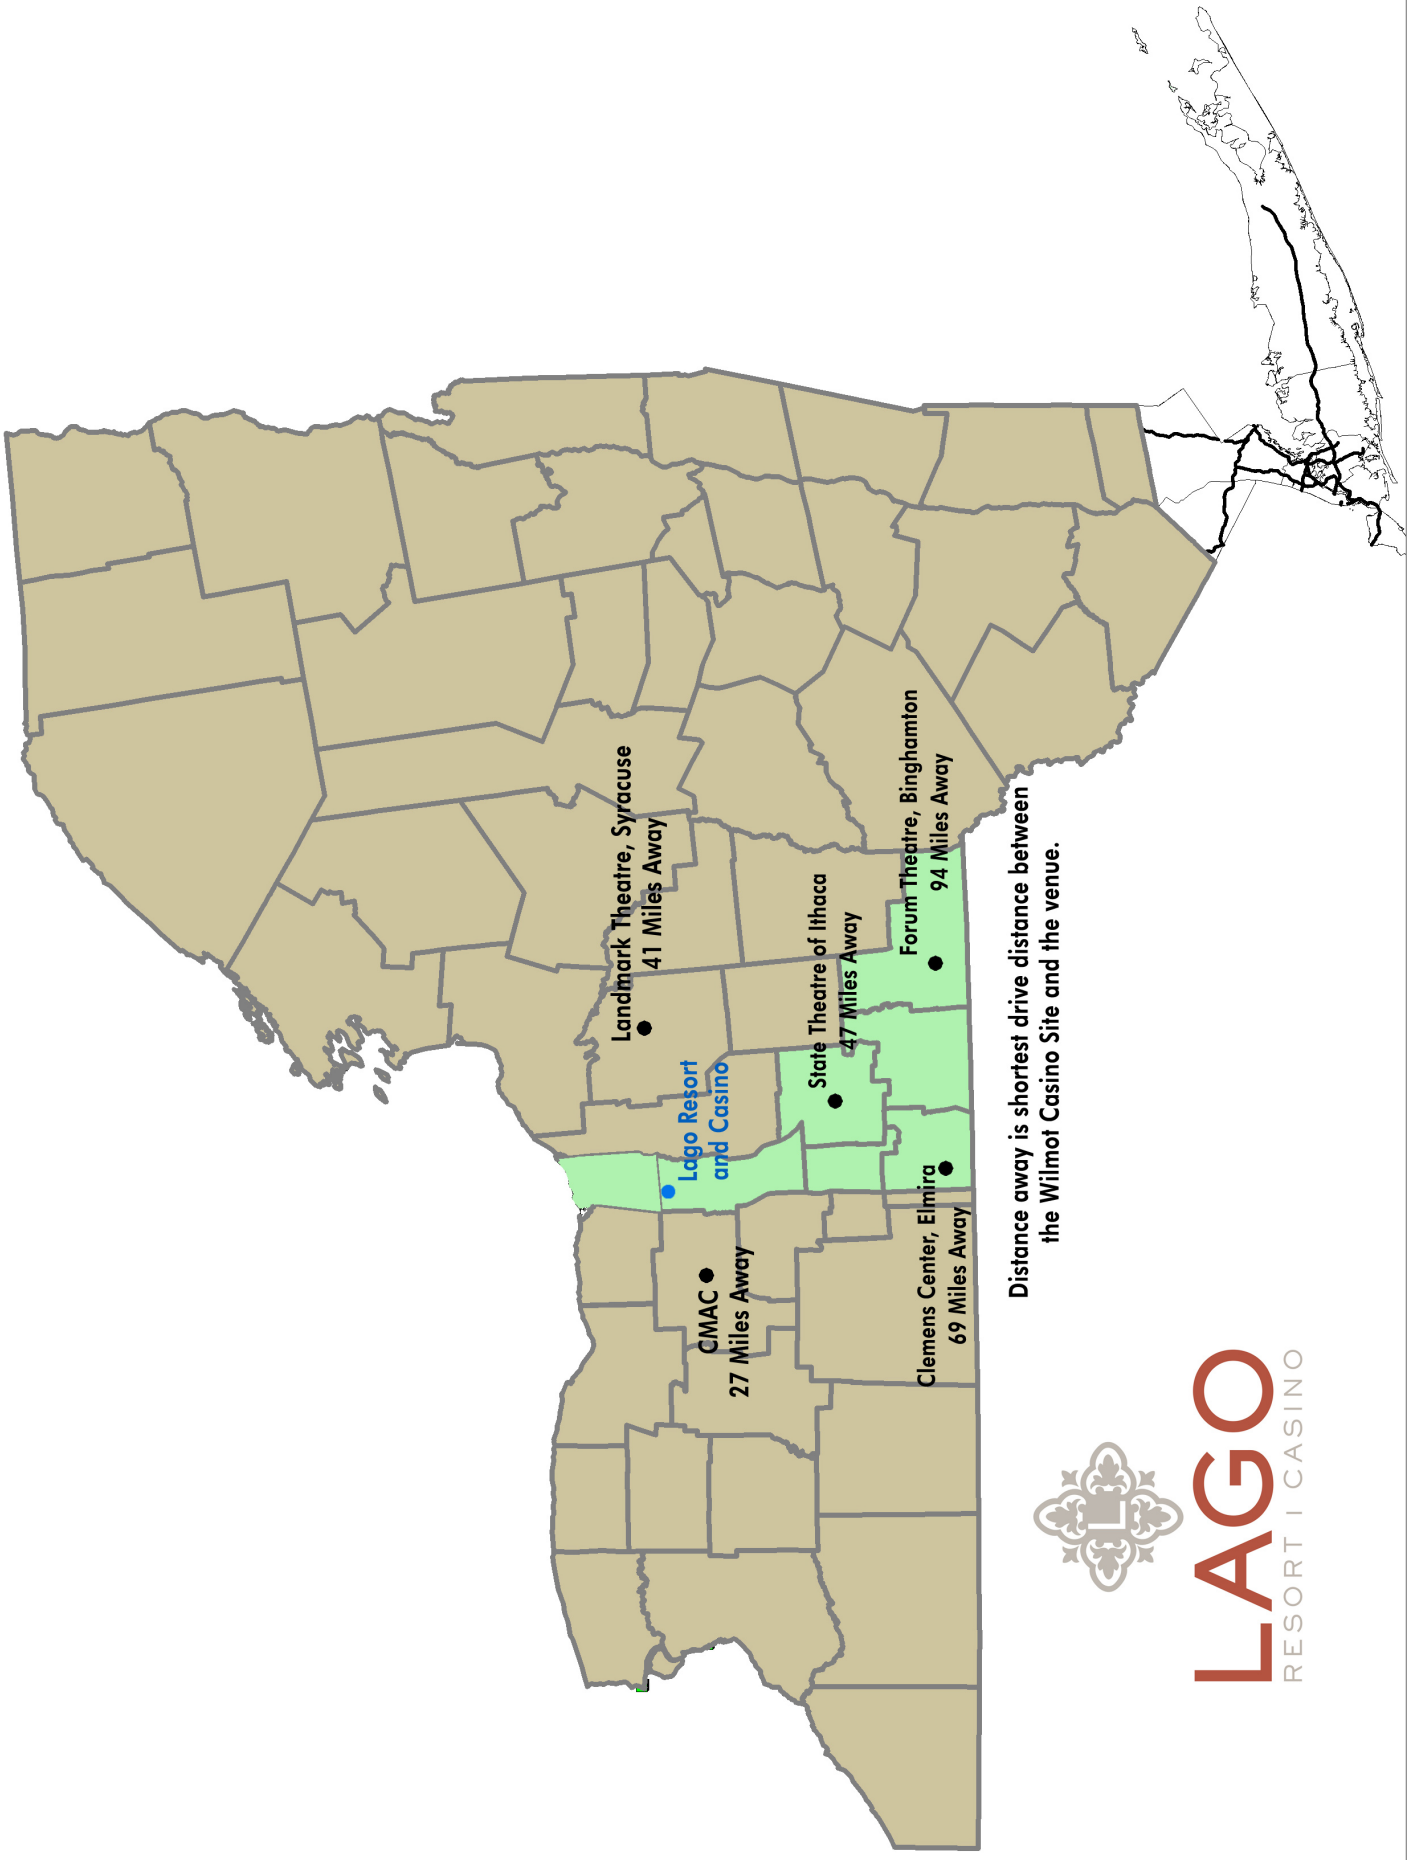 Landmark Theatre, Syracuse
41 Miles Away
Lago Resort
and Casino
CMAC
27 Miles Away
State Theatre of Ithaca
47 Miles Away
Forum Theatre, Binghamton
94 Miles Away
Clemens Center, Elmira
69 Miles Away
Distance away is shortest drive distance between
the Wilmot Casino Site and the venue.
L
LAGO
RESORT | CASINO